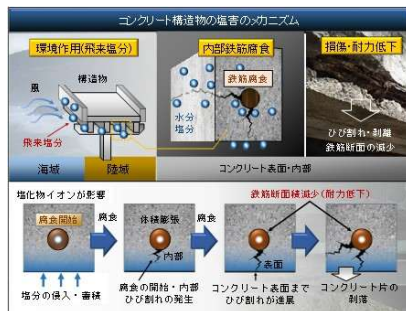 コンクリート構造物の塩害のメカニズム
環境作用(飛来塩分)
内部鉄筋腐食
損傷・耐力低下
構造物
風
鉄筋腐食
水分
塩分
飛来塩分
ひび割れ・剥離
鉄筋断面の減少
海域
陸域
コンクリート表面・内部
塩化物イオンが影響
鉄筋断面積減少(耐力低下)
腐食開始
腐食
体積膨張
腐食
内部
表面
塩分の侵入・蓄積
腐食の開始・内部
ひび割れの発生
コンクリート表面まで
ひび割れが進展
コンクリート片の
剥落